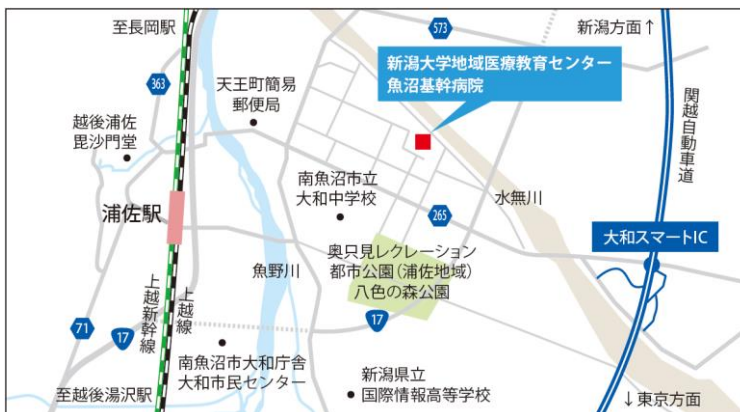 至長岡駅
573
新潟方面↑
新潟大学地域医療教育センター
魚沼基幹病院
363
天王町簡易
郵便局
関越自動車道
越後浦佐
毘沙門堂
南魚沼市立
大和中学校
水無川
浦佐駅
265
大和スマートIC
奥只見レクレーション
都市公園(浦佐地域)
八色の森公園
魚野川
上越新幹線
上越線
71
17
17
南魚沼市大和庁舎
大和市民センター
新潟県立
国際情報高等学校
至越後湯沢駅
↓東京方面